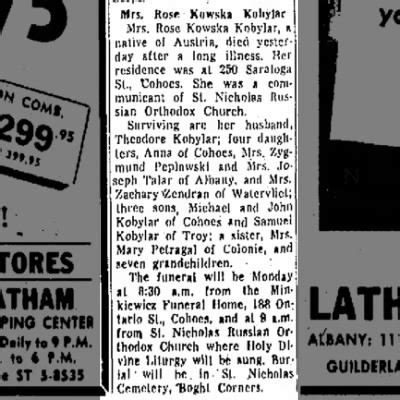 75
Mrs. Rose Kowska Kobylar
Mrs. Rose Kowska Kobylar, a
native of Austria, died yester-
day after a long illness. Her
residence was at 250 Saratoga
St., Cohoes. She was a com-
municant of St. Nicholas Rus-
sian Orthodox Church.
Surviving are her husband,
Theodore Kobylar; four daugh-
ters, Anna of Cohoes, Mrs. Zyg-
mund Peplowski and Mrs. Jo-
seph Talar of Albany, and Mrs.
Zachary Zendran of Watervliet;
three sons, Michael and John
Kobylar of Cohoes and Samuel
Kobylar of Troy; a sister, Mrs.
Mary Petragal of Colonie, and
seven grandchildren.
The funeral will be Monday
at 8:30 a.m. from the Min-
kiewicz Funeral Home, 188 On-
tario St., Cohoes, and at 9 a.m.
from St. Nicholas Russian Or-
thodox Church where Holy Di-
vine Liturgy will be sung. Bur-
ial will be in St. Nicholas
Cemetery, Boght Corners.
ON COMB.
299.95
399.95
!
TORES
ATHAM
PING CENTER
Daily to 9 P.M.
to 6 P.M.
e ST 5-8535
yo
LATH
ALBANY: 11
GUILDERLA